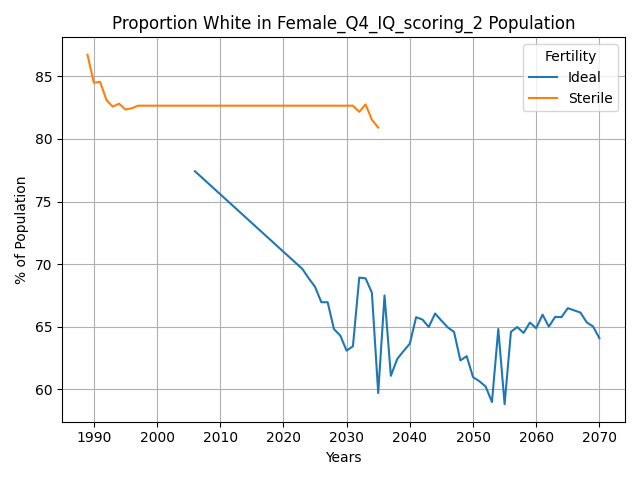 Proportion White in Female_Q4_IQ_scoring_2 Population
Fertility
Ideal
Sterile
% of Population
85
80
75
70
65
60
1990 2000 2010 2020 2030 2040 2050 2060 2070
Years